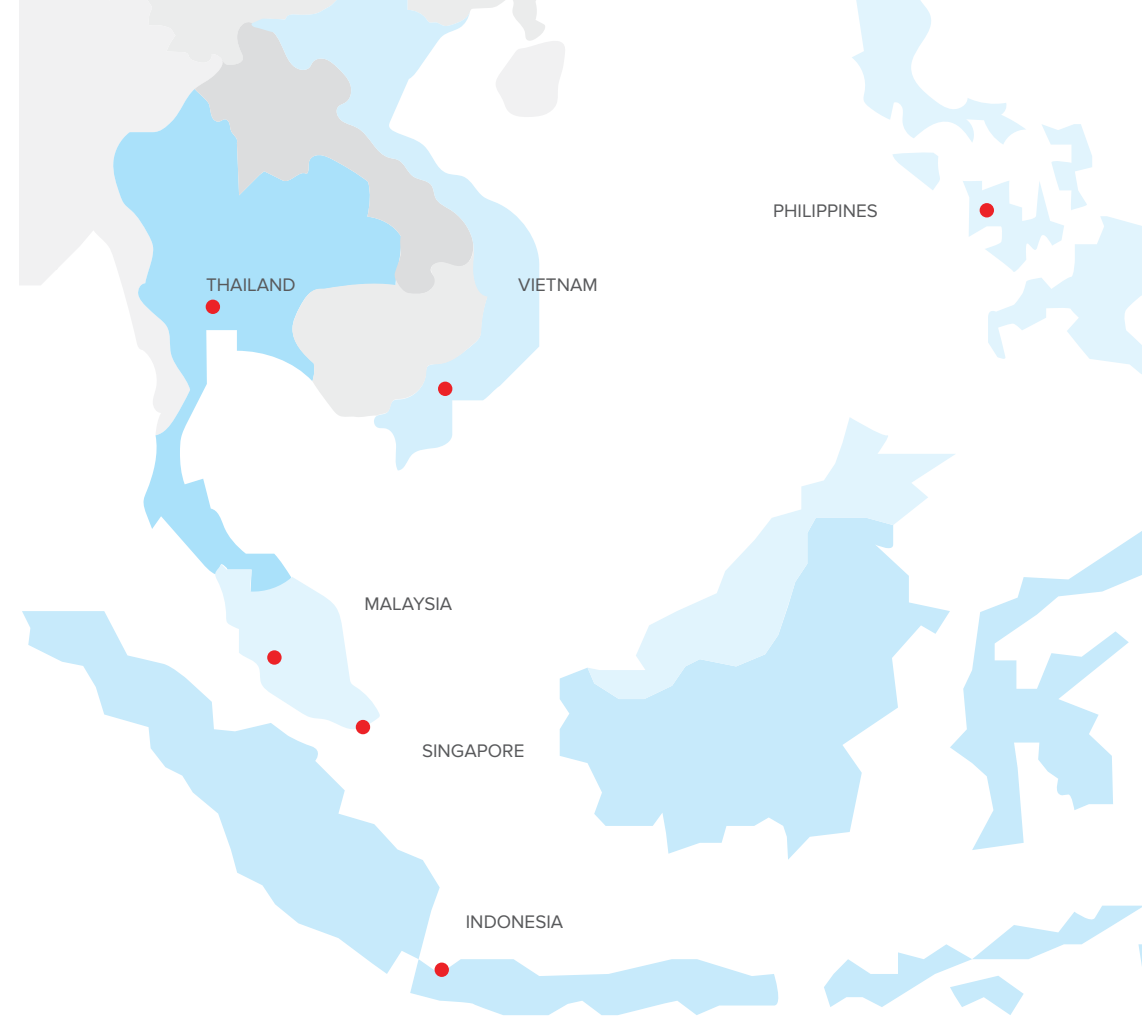 PHILIPPINES
THAILAND
VIETNAM
MALAYSIA
SINGAPORE
INDONESIA